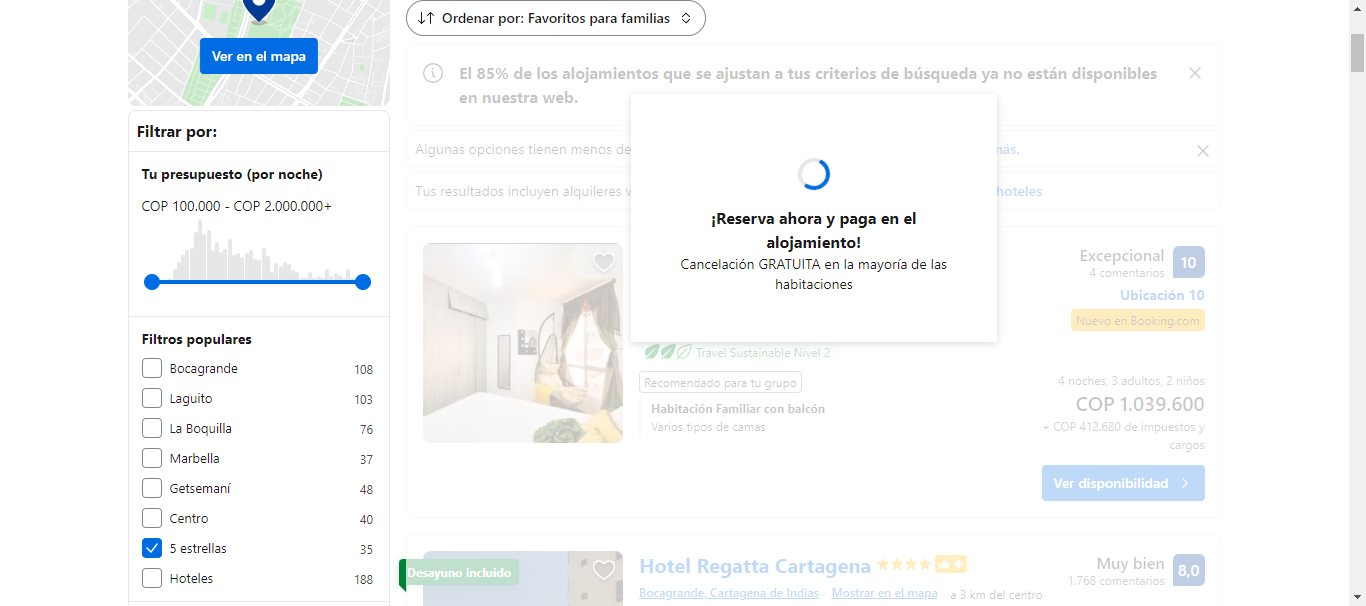 Ver en el mapa
Filtrar por:
Tu presupuesto (por noche)
COP 100.000 - COP 2.000.000+
Filtros populares
Bocagrande 108
Laguito 103
La Boquilla 76
Marbella 37
Getsemaní 48
Centro 40
5 estrellas 35
Hoteles 188
Ordenar por: Favoritos para familias
El 85% de los alojamientos que se ajustan a tus criterios de búsqueda ya no están disponibles
en nuestra web.
Algunas opciones tienen menos de
más.
Tus resultados incluyen alquileres v
hoteles
¡Reserva ahora y paga en el
alojamiento!
Cancelación GRATUITA en la mayoría de las
habitaciones
Excepcional 10
4 comentarios
Ubicación 10
Nuevo en Booking.com
Travel Sustainable Nivel 2
Recomendado para tu grupo
Habitación Familiar con balcón
Varios tipos de camas
4 noches, 3 adultos, 2 niños
COP 1.039.600
+ COP 412.680 de impuestos y
cargos
Ver disponibilidad
Desayuno incluido
Hotel Regatta Cartagena
Bocagrande, Cartagena de Indias Mostrar en el mapa a 3 km del centro
Muy bien 8,0
1.768 comentarios